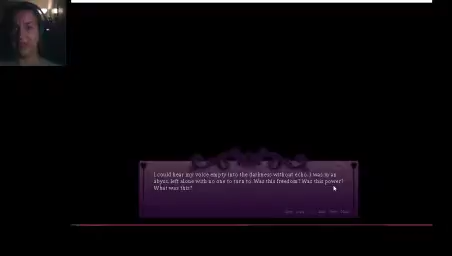 I could hear my voice empty into the darkness without echo. I was in an
abyss, left alone with no one to turn to. Was this freedom? Was this power?
What was this?